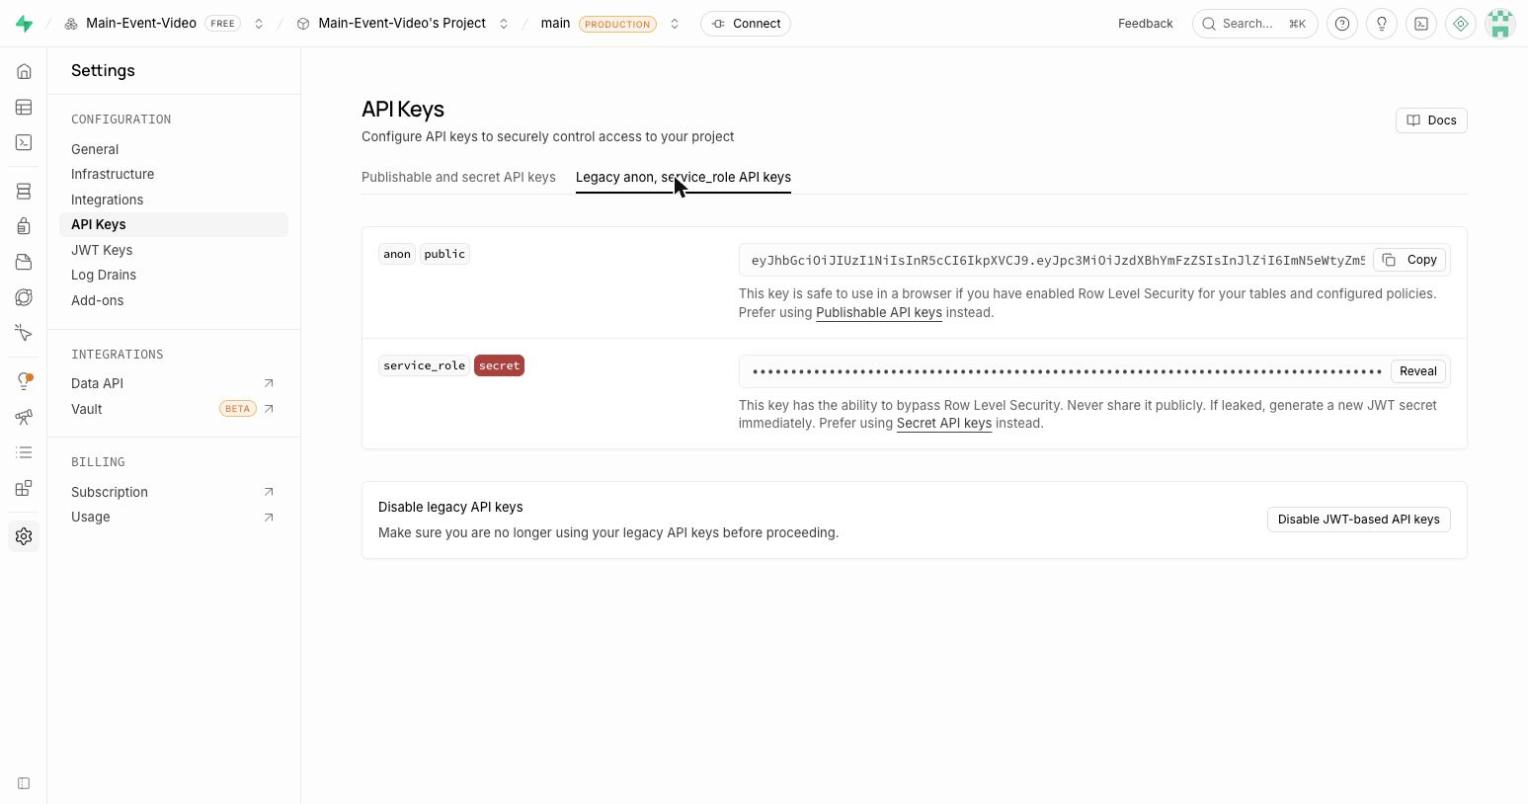 Main-Event-Video FREE / Main-Event-Video's Project / main PRODUCTION Connect Feedback Search... ⌘K
Settings
CONFIGURATION
General
Infrastructure
Integrations
API Keys
JWT Keys
Log Drains
Add-ons
INTEGRATIONS
Data API
Vault BETA
BILLING
Subscription
Usage
API Keys
Configure API keys to securely control access to your project
Docs
Publishable and secret API keys Legacy anon, service_role API keys
anon public
eyJhbGciOiJIUzI1NiIsInR5cCI6IkpXVCJ9.eyJpc3MiOiJzdXBhYmFzZSIsInJlZiI6ImN5eWtyZm5 Copy
This key is safe to use in a browser if you have enabled Row Level Security for your tables and configured policies.
Prefer using Publishable API keys instead.
service_role secret
Reveal
This key has the ability to bypass Row Level Security. Never share it publicly. If leaked, generate a new JWT secret
immediately. Prefer using Secret API keys instead.
Disable legacy API keys
Make sure you are no longer using your legacy API keys before proceeding.
Disable JWT-based API keys